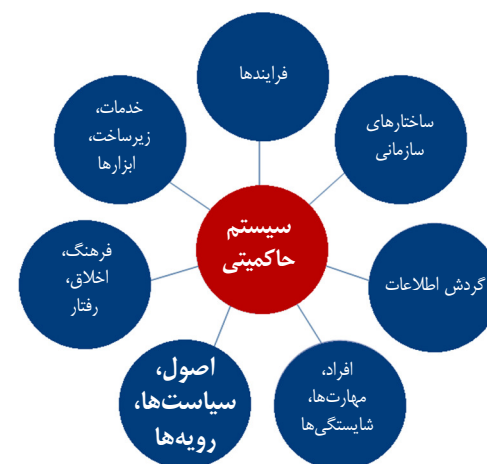 فرایندها
ساختارهای
سازمانی
گردش اطلاعات
افراد،
مهارت‌ها،
شایستگی‌ها
اصول،
سیاست‌ها،
رویه‌ها
فرهنگ،
اخلاق،
رفتار
خدمات،
زیرساخت،
ابزارها
سیستم
حاکمیتی